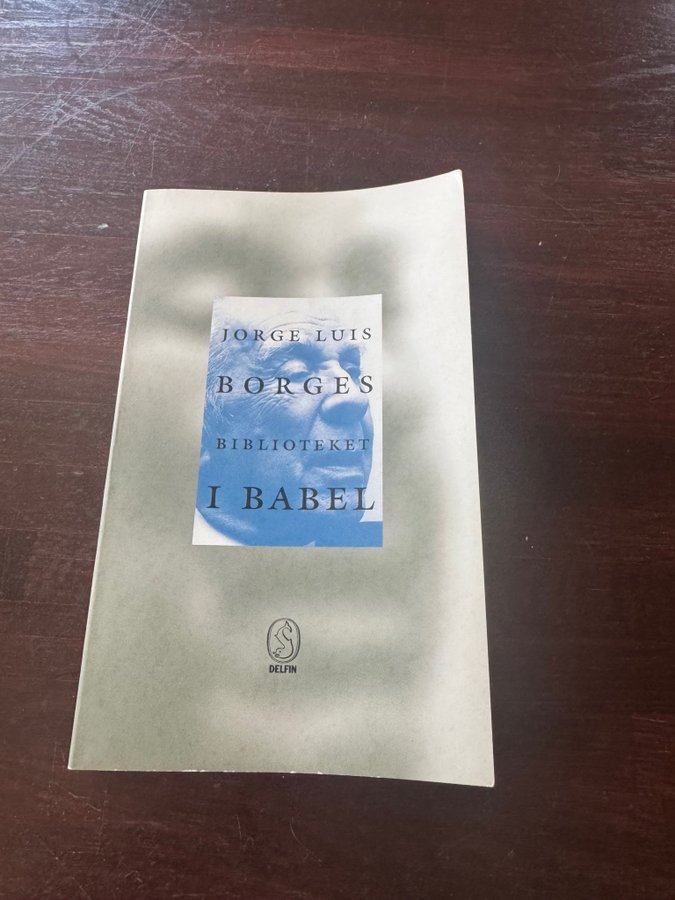 JORGE LUIS
BORGES
BIBLIOTEKET
I BABEL
DELFIN